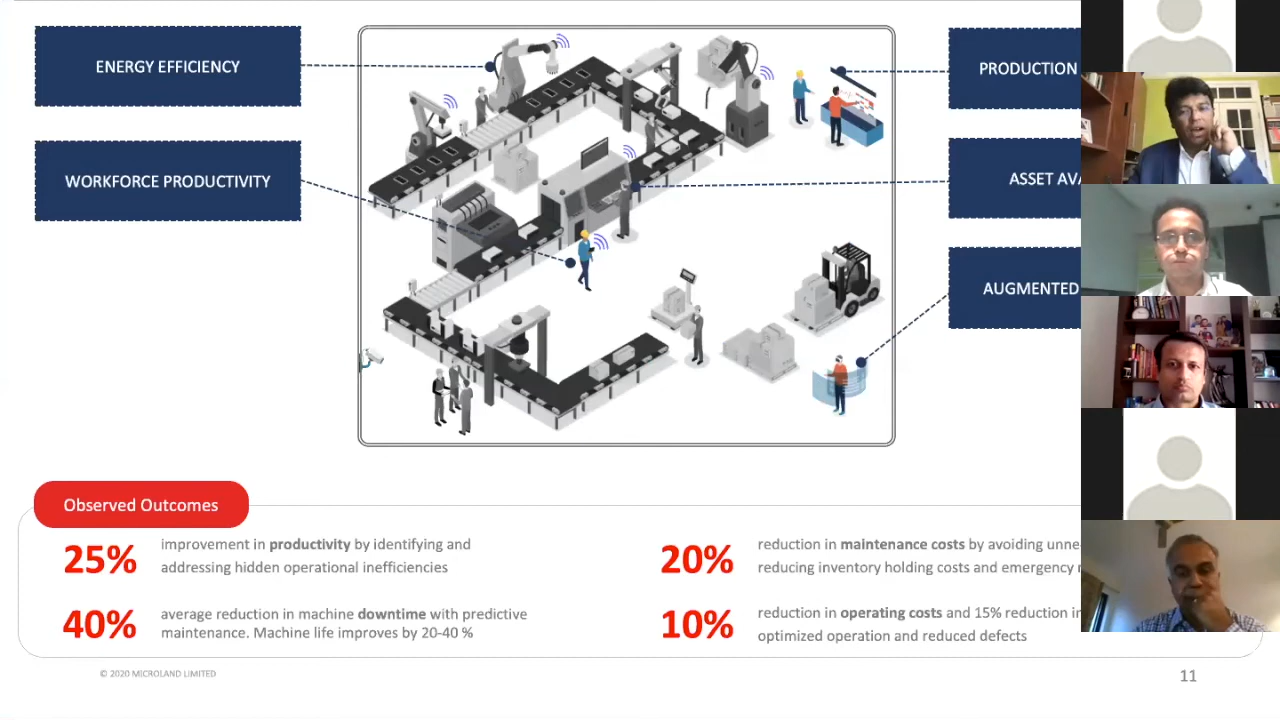 ENERGY EFFICIENCY
PRODUCTION
WORKFORCE PRODUCTIVITY
ASSET
AUGMENTED
Observed Outcomes
25%
improvement in productivity by identifying and
addressing hidden operational inefficiencies
20%
reduction in maintenance costs by avoiding
reducing inventory holding costs and emergency
40%
average reduction in machine downtime with predictive
maintenance. Machine life improves by 20-40 %
10%
reduction in operating costs and 15% reduction in
optimized operation and reduced defects
© 2020 MICROLAND LIMITED
11